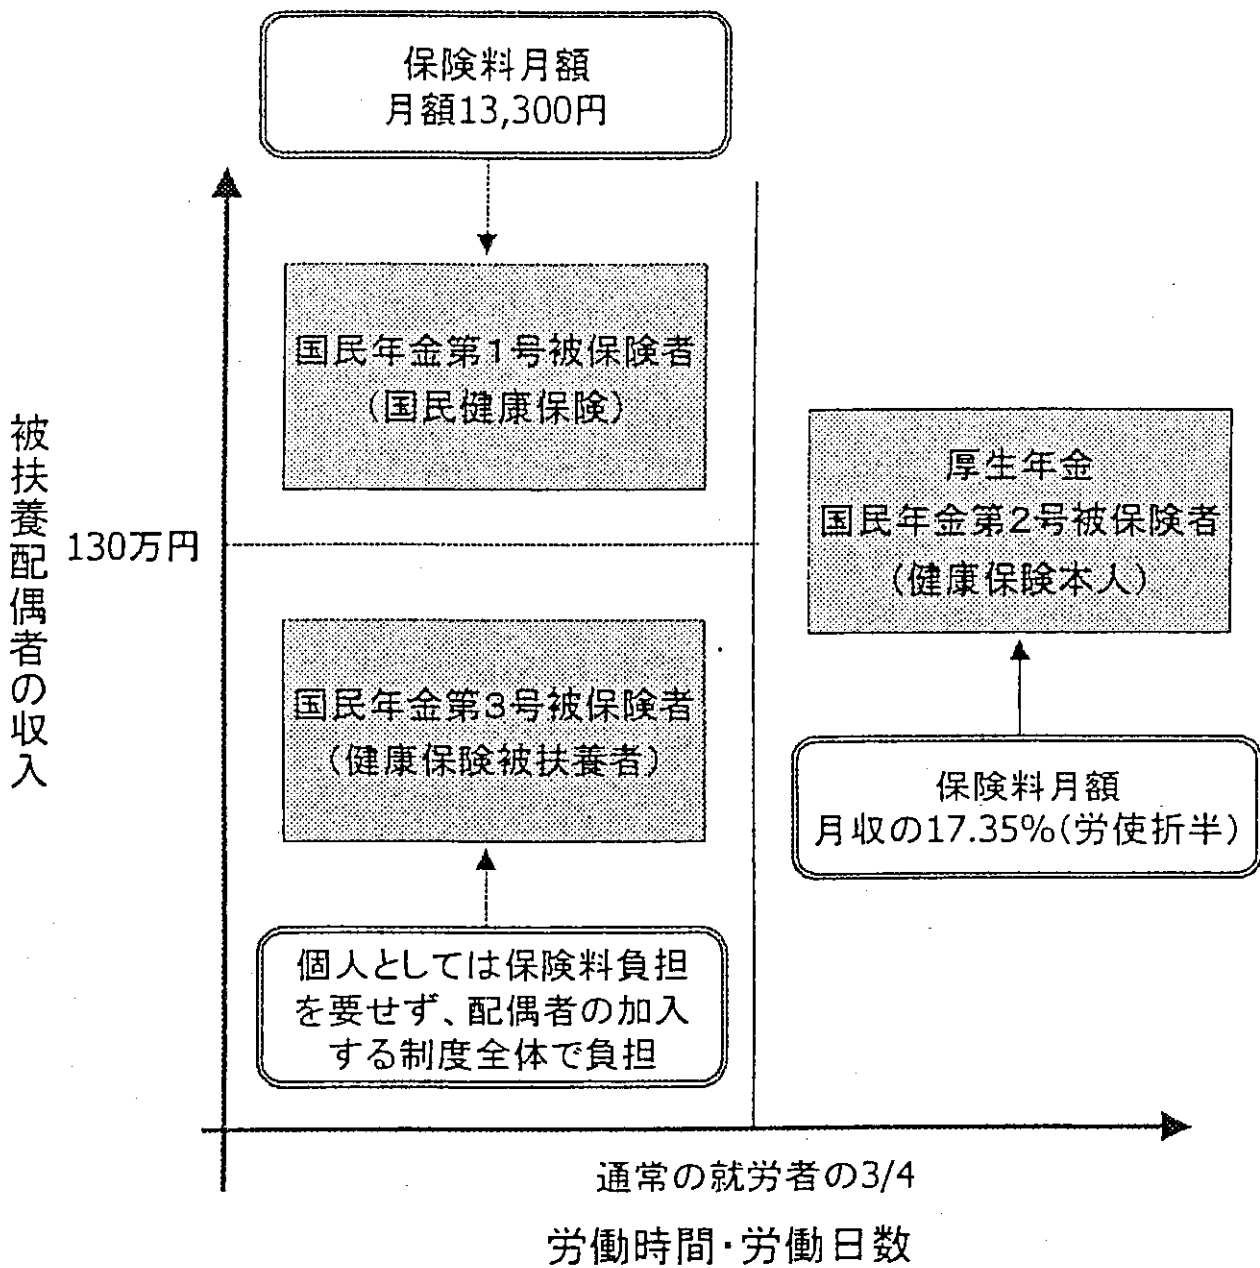 保険料月額
月額13,300円
国民年金第1号被保険者
(国民健康保険)
被扶養配偶者の収入
130万円
厚生年金
国民年金第2号被保険者
(健康保険本人)
国民年金第3号被保険者
(健康保険被扶養者)
保険料月額
月収の17.35%(労使折半)
個人としては保険料負担
を要せず、配偶者の加入
する制度全体で負担
通常の就労者の3/4
労働時間・労働日数